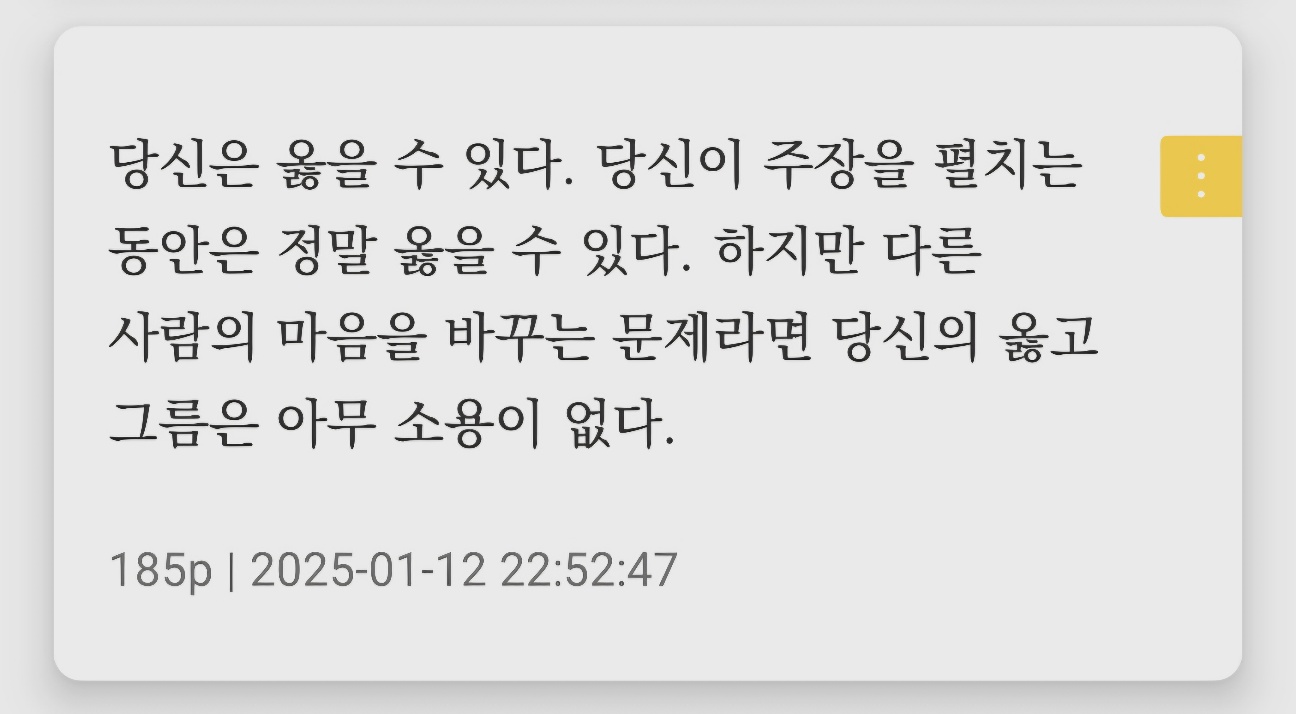 당신은 옳을 수 있다. 당신이 주장을 펼치는
동안은 정말 옳을 수 있다. 하지만 다른
사람의 마음을 바꾸는 문제라면 당신의 옳고
그름은 아무 소용이 없다.
185p | 2025-01-12 22:52:47